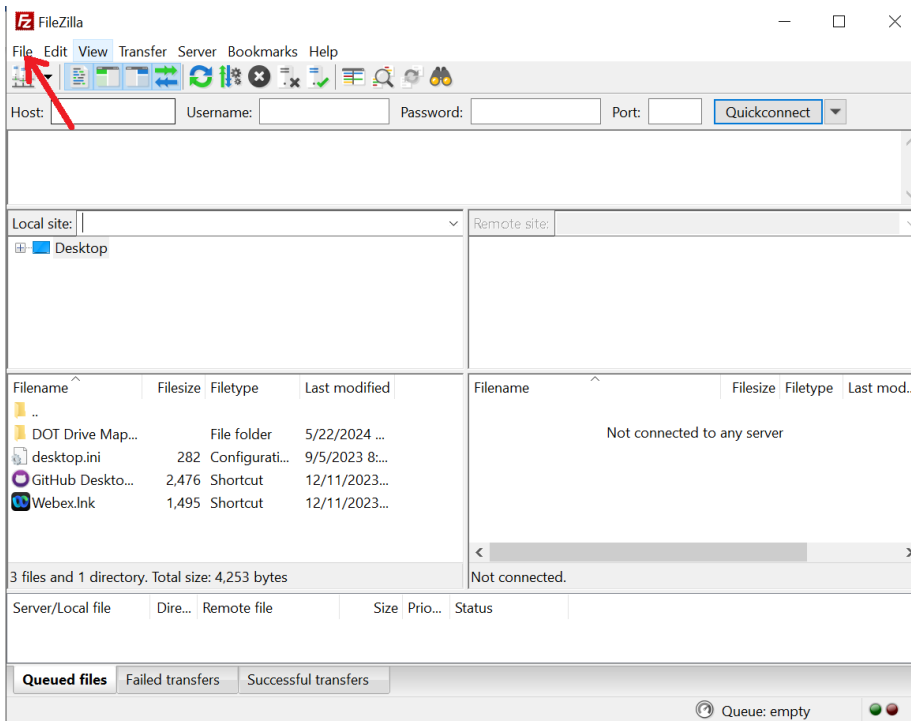 FileZilla
File Edit View Transfer Server Bookmarks Help
Host: Username: Password: Port: Quickconnect
Local site: Remote site:
Desktop
Filename Filesize Filetype Last modified Filename Filesize Filetype Last mod...
..
DOT Drive Map... File folder 5/22/2024 ... Not connected to any server
desktop.ini 282 Configurati... 9/5/2023 8:...
GitHub Deskto... 2,476 Shortcut 12/11/2023...
Webex.lnk 1,495 Shortcut 12/11/2023...
3 files and 1 directory. Total size: 4,253 bytes Not connected.
Server/Local file Dire... Remote file Size Prio... Status
Queued files Failed transfers Successful transfers
Queue: empty